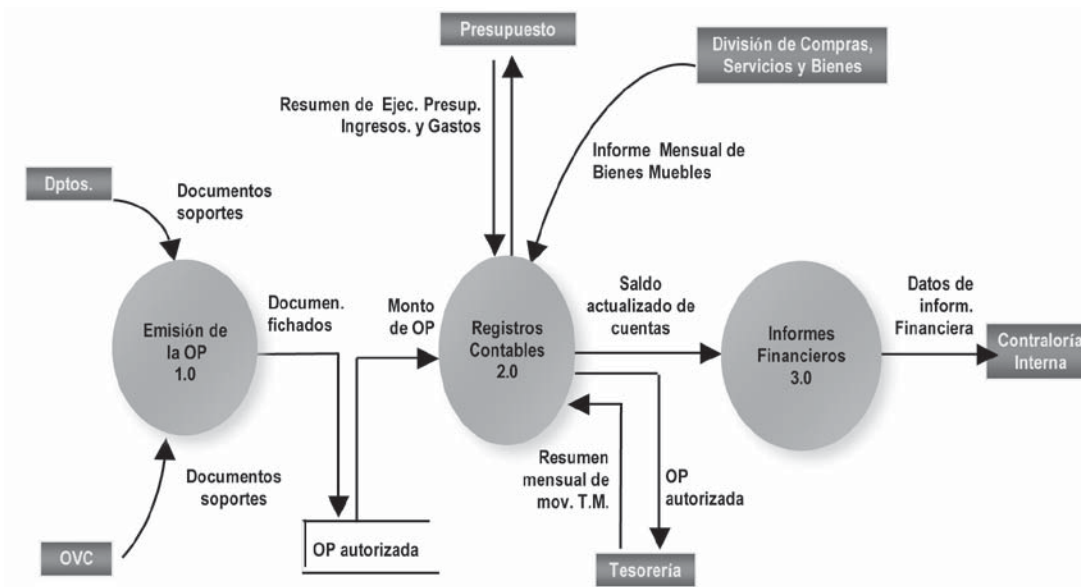 Presupuesto
División de Compras,
Servicios y Bienes
Resumen de Ejec. Presup.
Ingresos. y Gastos
Informe Mensual de
Bienes Muebles
Dptos.
Documentos
soportes
Emisión de
la OP
1.0
Documen.
fichados
Monto
de OP
Registros
Contables
2.0
Saldo
actualizado de
cuentas
Informes
Financieros
3.0
Datos de
inform.
Financiera
Contraloría
Interna
Documentos
soportes
Resumen
mensual de
mov. T.M.
OP
autorizada
OP autorizada
OVC
Tesorería